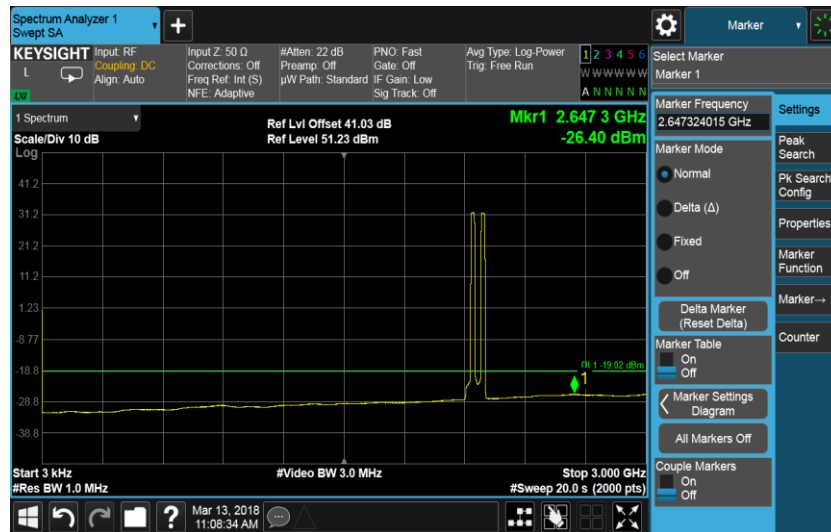 Spectrum Analyzer 1
Swept SA
Marker
KEYSIGHT
L
LXI
Input: RF
Coupling: DC
Align: Auto
Input Z: 50 Ω
Corrections: Off
Freq Ref: Int (S)
NFE: Adaptive
#Atten: 22 dB
Preamp: Off
µW Path: Standard
PNO: Fast
Gate: Off
IF Gain: Low
Sig Track: Off
Avg Type: Log-Power
Trig: Free Run
1 2 3 4 5 6
W W W W W W
A N N N N N
Select Marker
Marker 1
1 Spectrum
Scale/Div 10 dB
Log
Ref Lvl Offset 41.03 dB
Ref Level 51.23 dBm
Mkr1 2.647 3 GHz
-26.40 dBm
41.2
31.2
21.2
11.2
1.23
-8.77
-18.8
-28.8
-38.8
DL 1 -19.02 dBm
1
Start 3 kHz
#Res BW 1.0 MHz
#Video BW 3.0 MHz
Stop 3.000 GHz
#Sweep 20.0 s (2000 pts)
Marker Frequency
2.647324015 GHz
Marker Mode
Normal
Delta (Δ)
Fixed
Off
Delta Marker
(Reset Delta)
Marker Table
On
Off
Marker Settings
Diagram
All Markers Off
Couple Markers
On
Off
Settings
Peak
Search
Pk Search
Config
Properties
Marker
Function
Marker→
Counter
?
Mar 13, 2018
11:08:34 AM